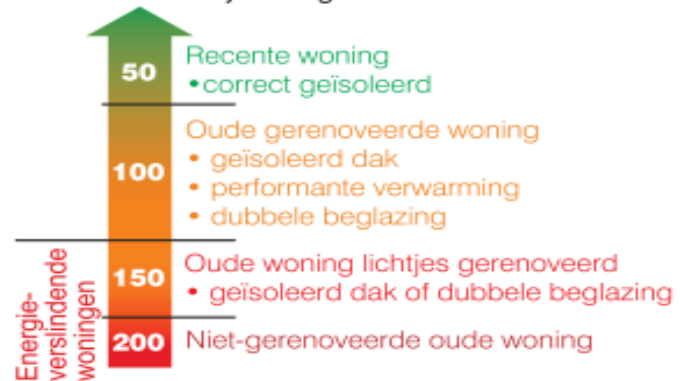 50
Recente woning
•correct geïsoleerd
100
Oude gerenoveerde woning
• geïsoleerd dak
• performante verwarming
• dubbele beglazing
Energie-
verslindende
woningen
150
Oude woning lichtjes gerenoveerd
• geïsoleerd dak of dubbele beglazing
200
Niet-gerenoveerde oude woning